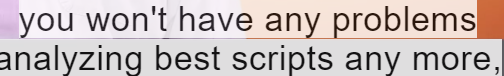 you won't have any problems
analyzing best scripts any more,